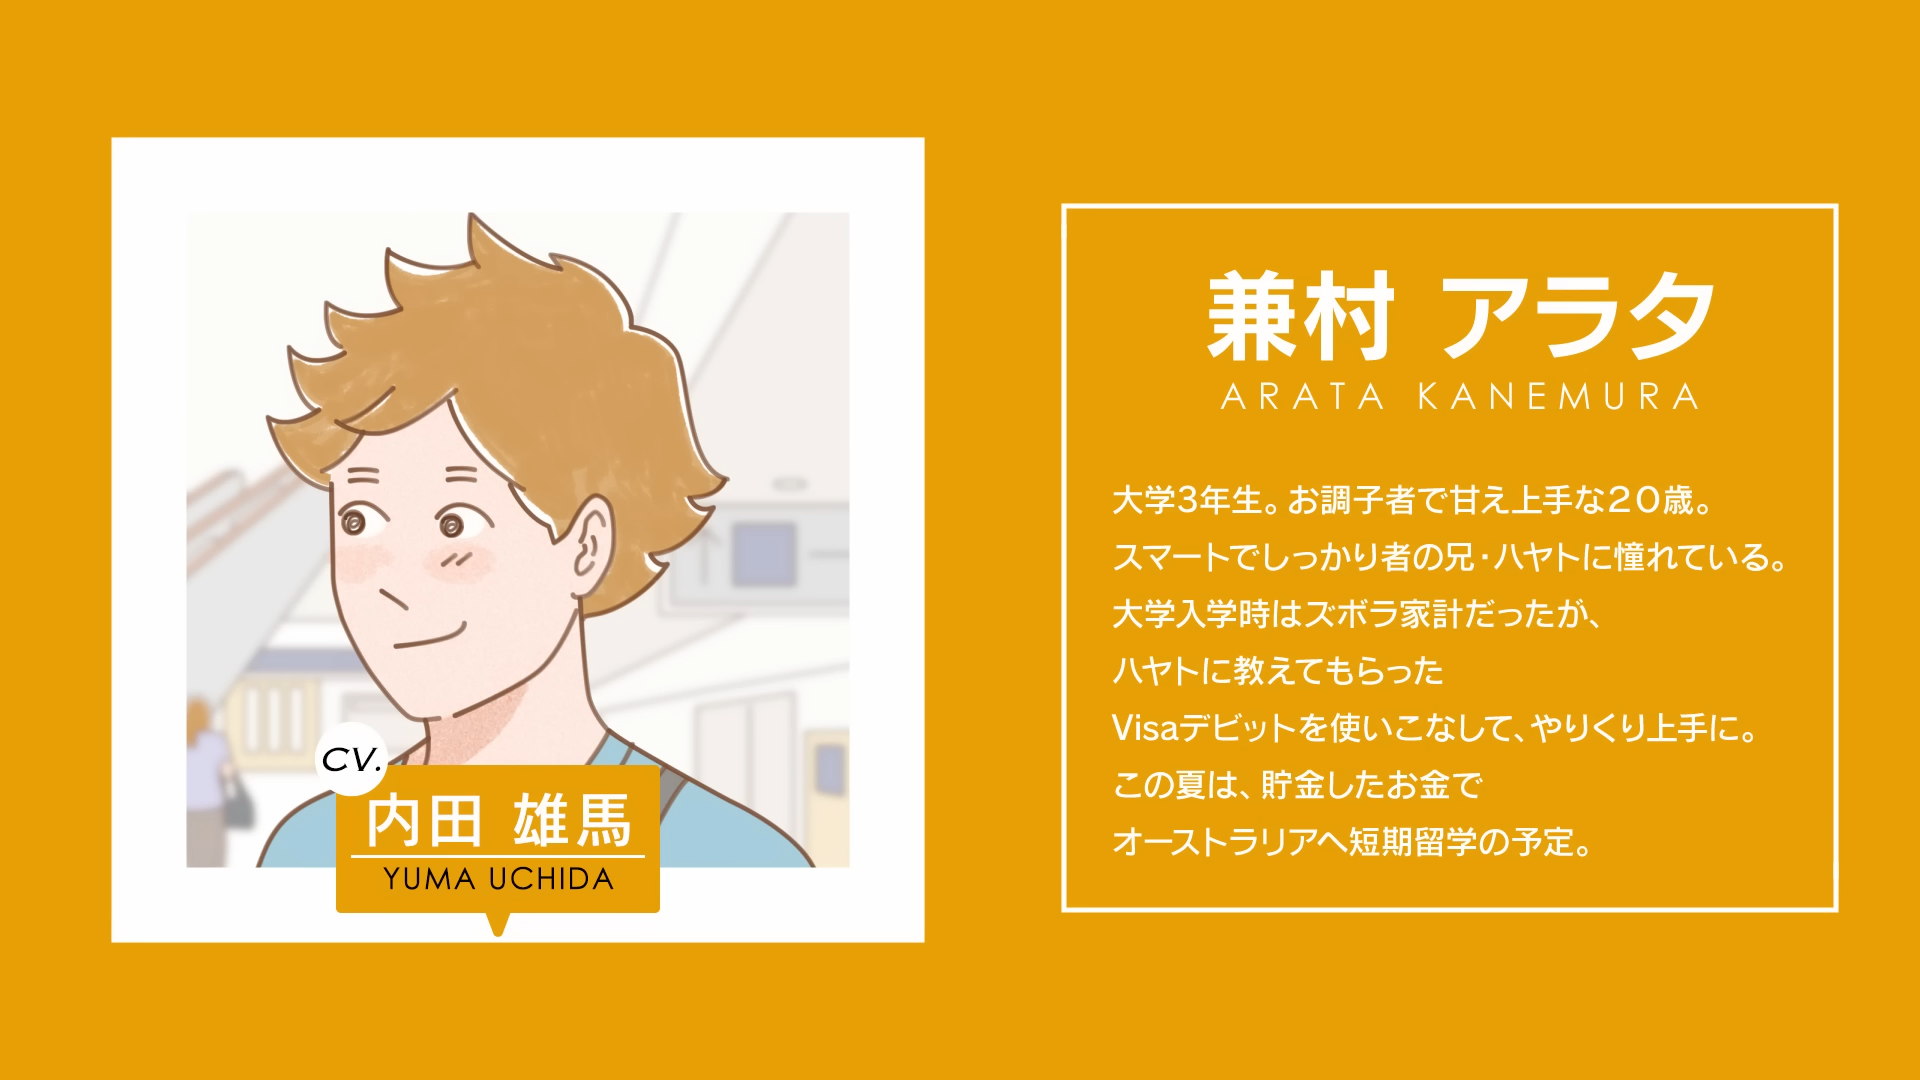 CV.
内田 雄馬
YUMA UCHIDA
兼村 アラタ
ARATA KANEMURA
大学3年生。お調子者で甘え上手な20歳。
スマートでしっかり者の兄・ハヤトに憧れている。
大学入学時はズボラ家計だったが、
ハヤトに教えてもらった
Visaデビットを使いこなして、やりくり上手に。
この夏は、貯金したお金で
オーストラリアへ短期留学の予定。